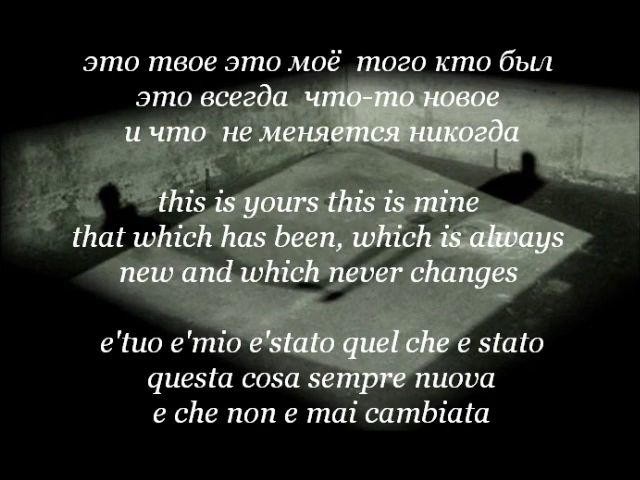 это твое это моё того кто был
это всегда что-то новое
и что не меняется никогда
this is yours this is mine
that which has been, which is always
new and which never changes
e'tuo e'mio e'stato quel che e stato
questa cosa sempre nuova
e che non e mai cambiata